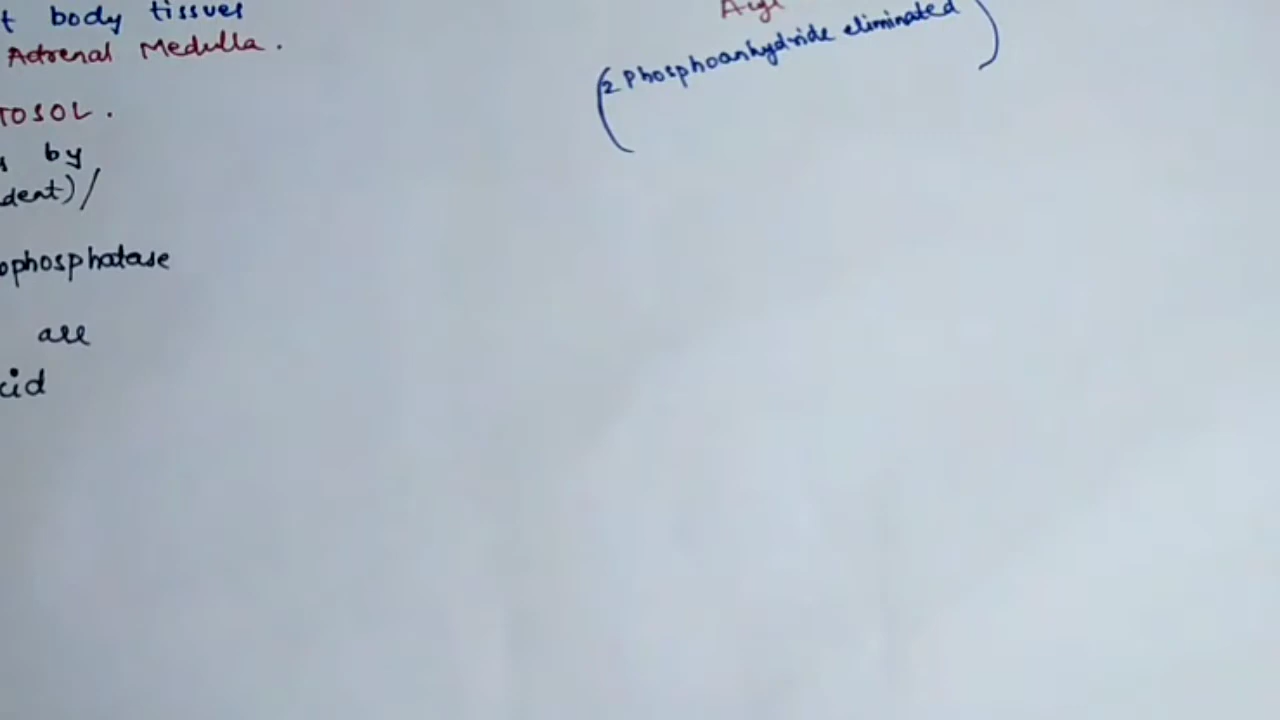 t body tissues
Adrenal Medulla.
TOSOL.
by
dent)/
ophosphatase
are
cid
(2 Phosphoanhydride eliminated)